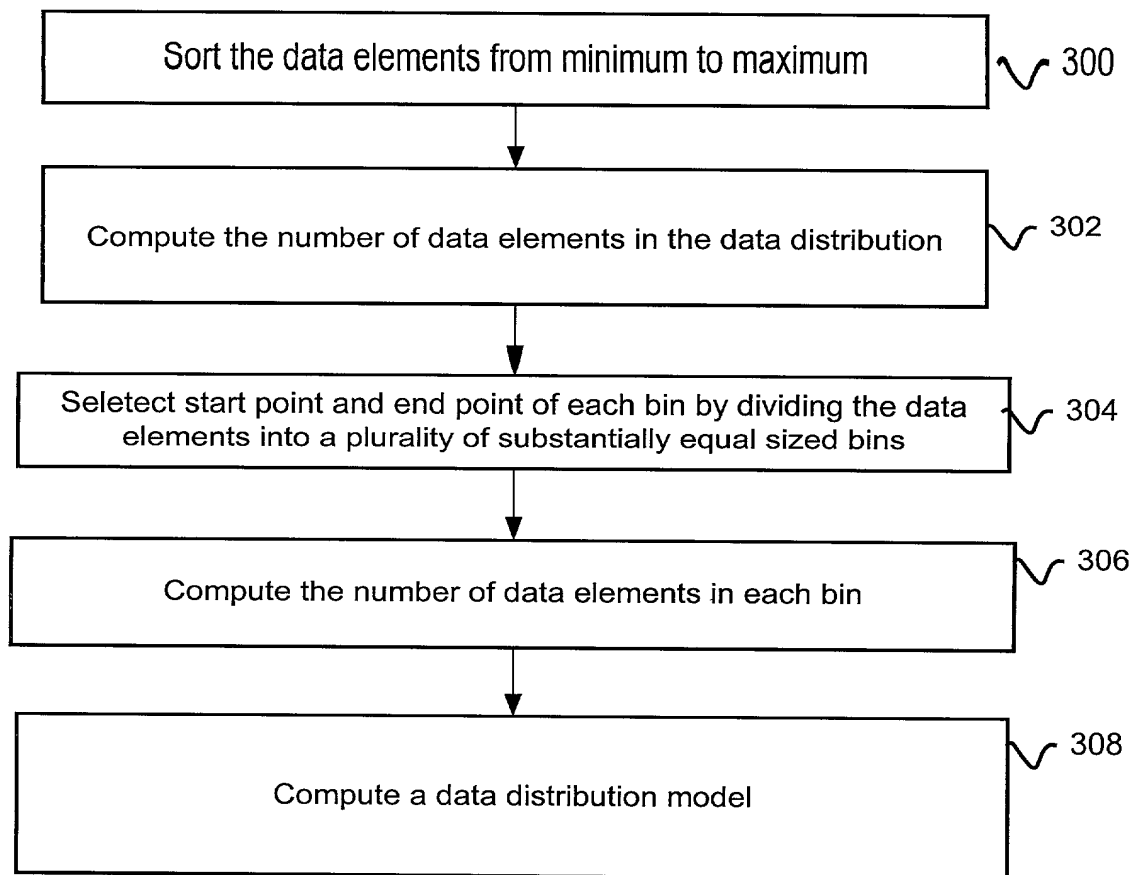 Sort the data elements from minimum to maximum
300
Compute the number of data elements in the data distribution
302
Seletect start point and end point of each bin by dividing the data
elements into a plurality of substantially equal sized bins
304
Compute the number of data elements in each bin
306
Compute a data distribution model
308